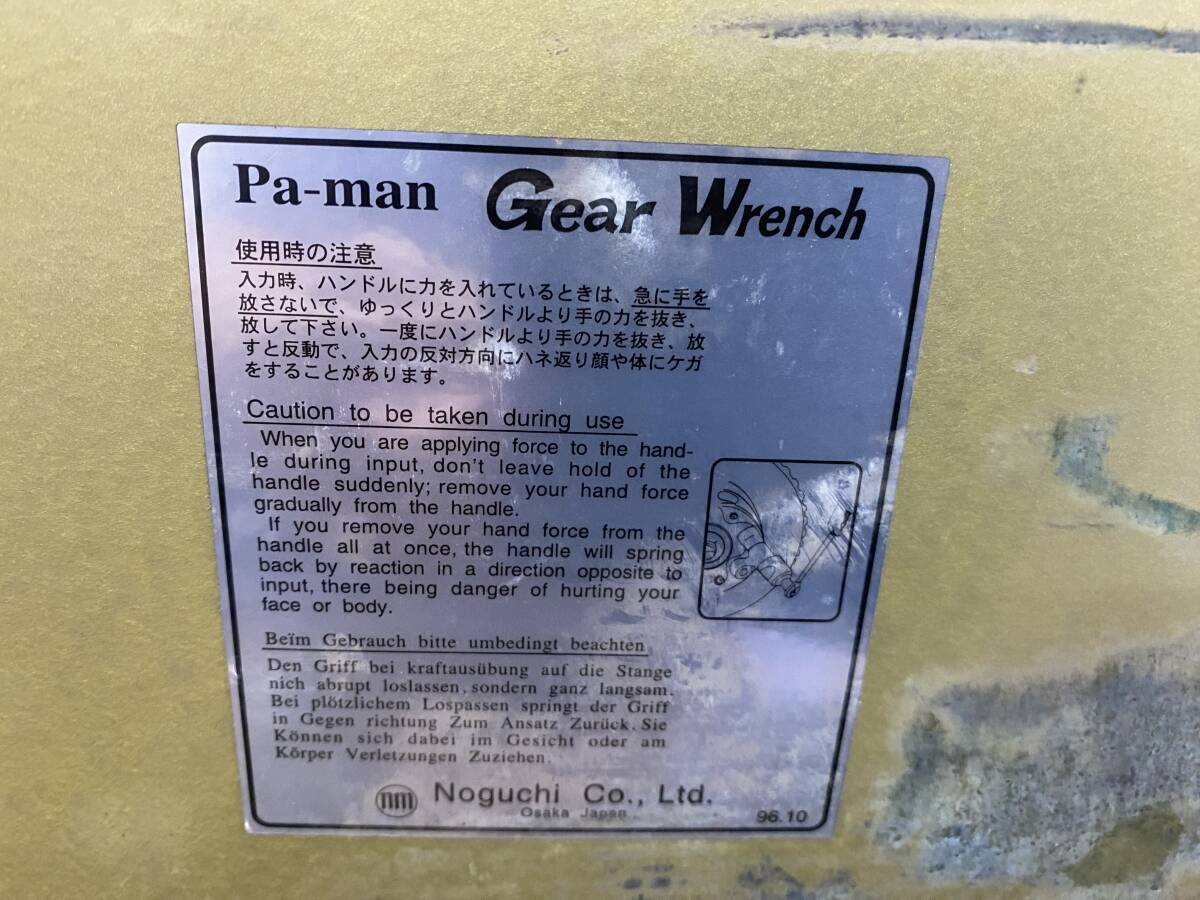 Pa-man Gear Wrench
使用時の注意
入力時、ハンドルに力を入れているときは、急に手を
放さないで、ゆっくりとハンドルより手の力を抜き、
放して下さい。一度にハンドルより手の力を抜き、放
すと反動で、入力の反対方向にハネ返り顔や体にケガ
をすることがあります。
Caution to be taken during use
When you are applying force to the hand-
le during input, don't leave hold of the
handle suddenly; remove your hand force
gradually from the handle.
If you remove your hand force from the
handle all at once, the handle will spring
back by reaction in a direction opposite to
input, there being danger of hurting your
face or body.
Beïm Gebrauch bitte umbedingt beachten
Den Griff bei kraftausübung auf die Stange
nich abrupt loslassen, sondern ganz langsam.
Bei plötzlichem Lospassen springt der Griff
in Gegen richtung Zum Ansatz Zurück. Sie
Können sich dabei im Gesicht oder am
Körper Verletzungen Zuziehen.
nm Noguchi Co., Ltd.
Osaka Japan
96.10